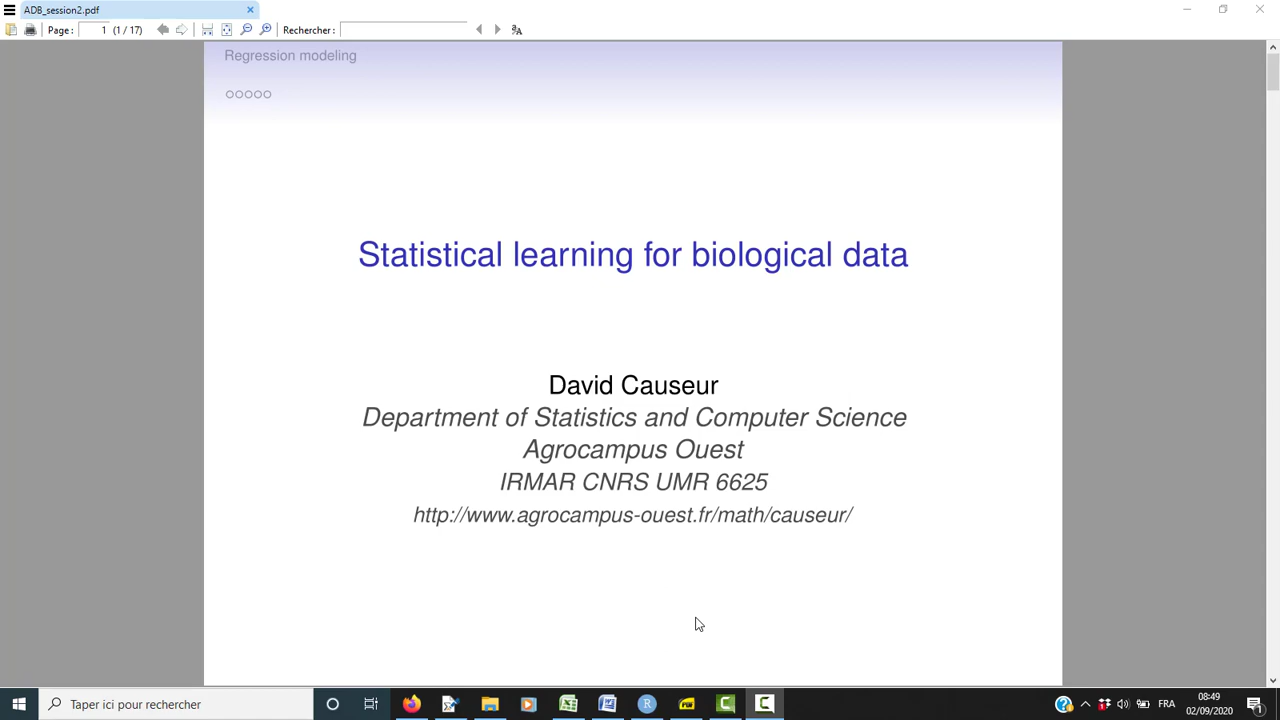 ADB_session2.pdf
Page : 1 (1 / 17) Rechercher :
Regression modeling
Statistical learning for biological data
David Causeur
Department of Statistics and Computer Science
Agrocampus Ouest
IRMAR CNRS UMR 6625
http://www.agrocampus-ouest.fr/math/causeur/
Taper ici pour rechercher
FRA
08:49
02/09/2020